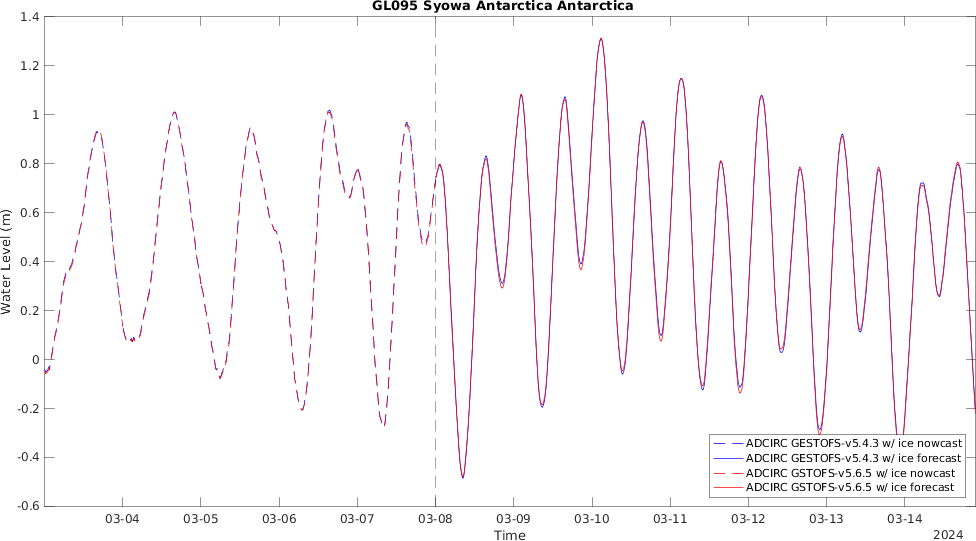 GL095 Syowa Antarctica Antarctica
1.4
1.2
1
0.8
0.6
0.4
0.2
0
-0.2
-0.4
-0.6
Water Level (m)
ADCIRC GESTOFS-v5.4.3 w/ ice nowcast
ADCIRC GESTOFS-v5.4.3 w/ ice forecast
ADCIRC GSTOFS-v5.6.5 w/ ice nowcast
ADCIRC GSTOFS-v5.6.5 w/ ice forecast
03-04 03-05 03-06 03-07 03-08 03-09 03-10 03-11 03-12 03-13 03-14
Time 2024